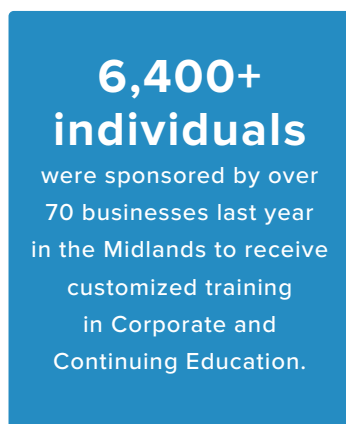 6,400+
individuals
were sponsored by over
70 businesses last year
in the Midlands to receive
customized training
in Corporate and
Continuing Education.